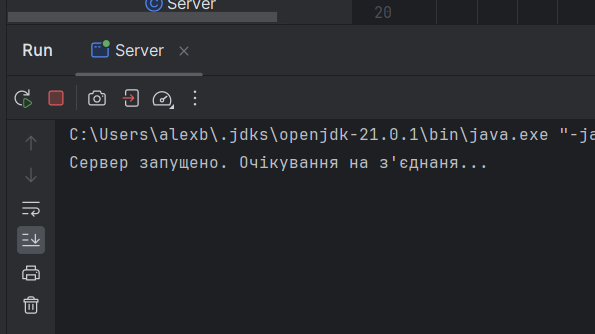 Server
20
Run
Server
C:\Users\alexb\.jdks\openjdk-21.0.1\bin\java.exe "-ja
Сервер запущено. Очікування на з'єднаня...